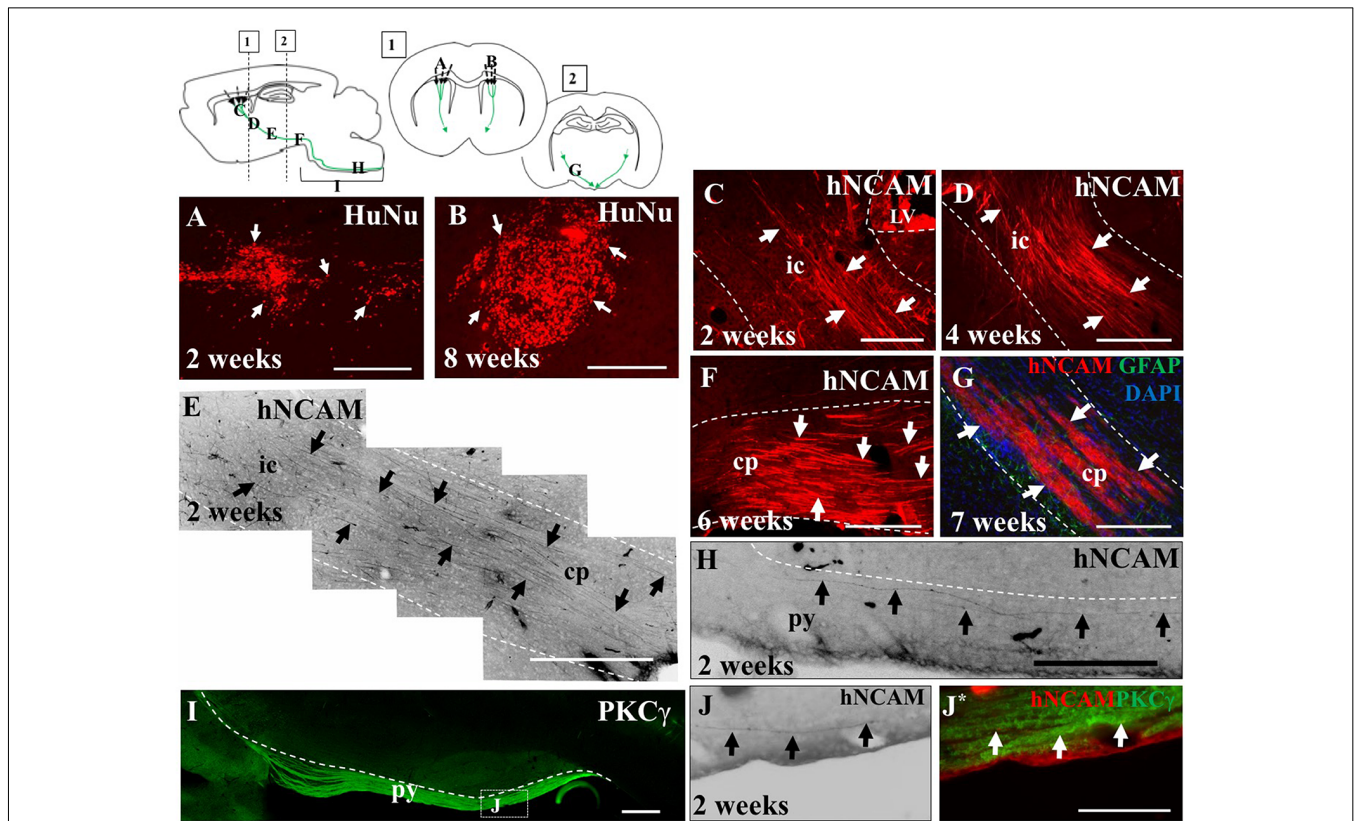 1
2
1
2
A
B
C
D
E
F
G
H
I
A
HuNu
2 weeks
B
HuNu
8 weeks
C
hNCAM
LV
ic
2 weeks
D
hNCAM
ic
4 weeks
E
hNCAM
ic
2 weeks
cp
F
hNCAM
cp
6 weeks
G
hNCAM GFAP
DAPI
cp
7 weeks
H
hNCAM
py
2 weeks
I
PKCγ
py
J
J
hNCAM
2 weeks
J*
hNCAMPKCγ